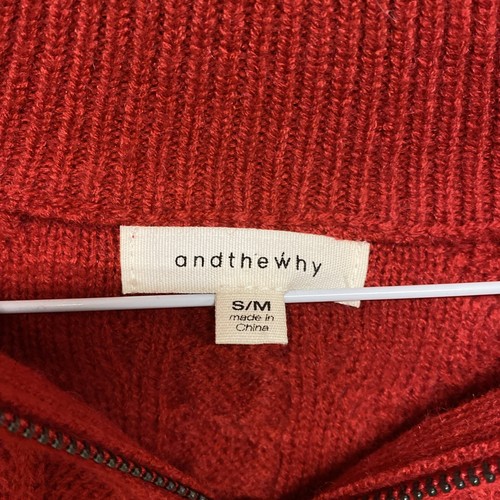 andthewhy
S/M
made in
China